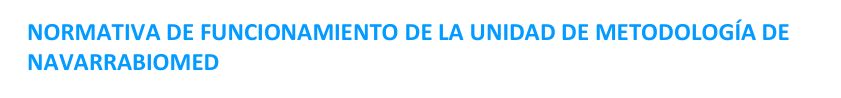 NORMATIVA DE FUNCIONAMIENTO DE LA UNIDAD DE METODOLOGÍA DE
NAVARRABIOMED